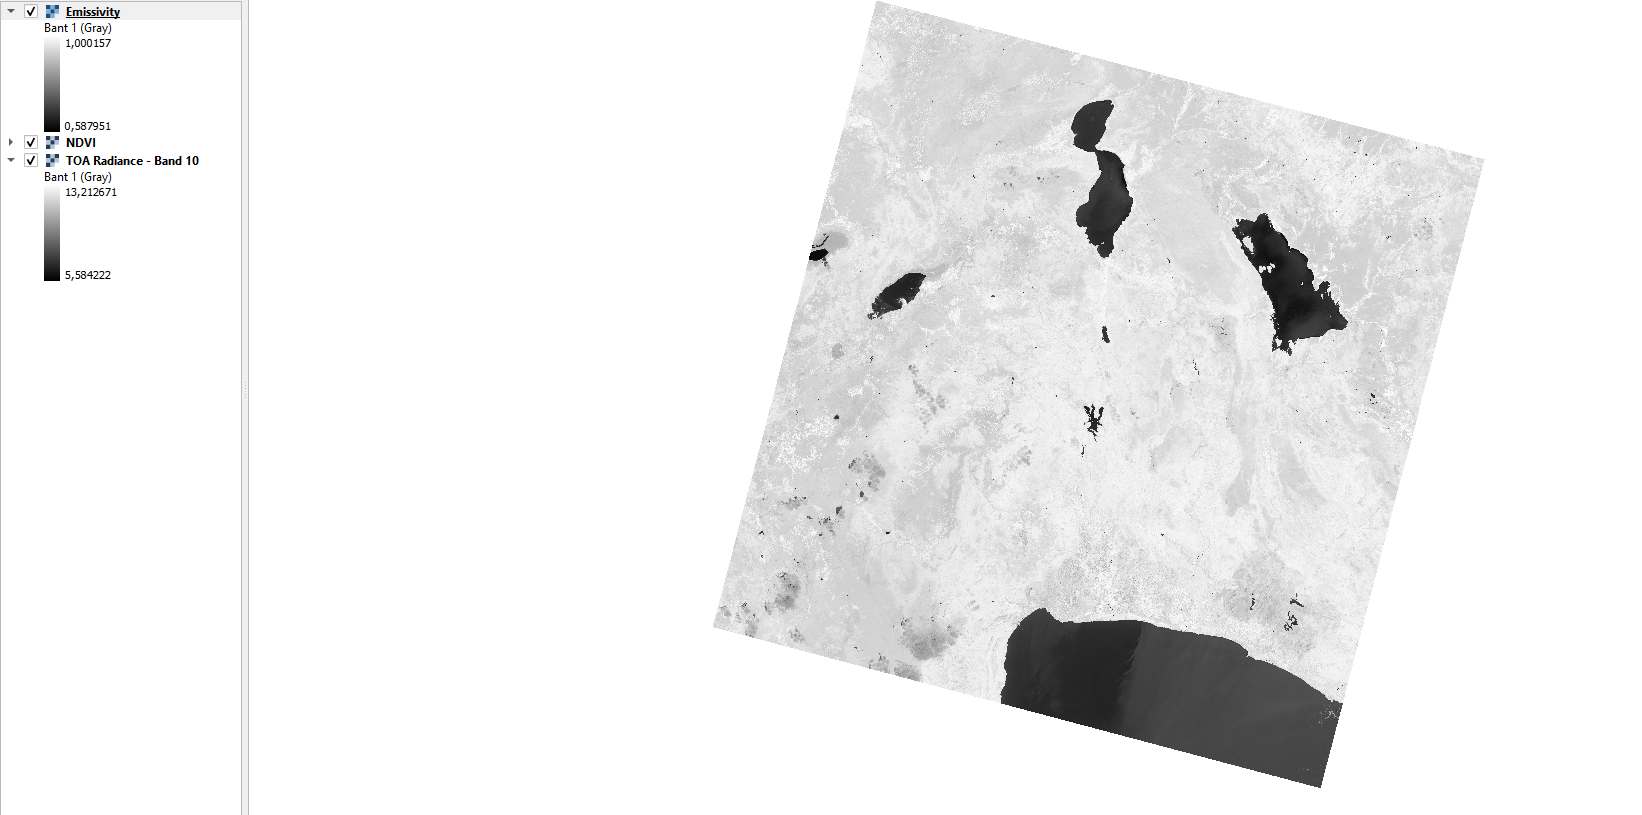 Emissivity
Bant 1 (Gray)
1,000157
0,587951
NDVI
TOA Radiance - Band 10
Bant 1 (Gray)
13,212671
5,584222